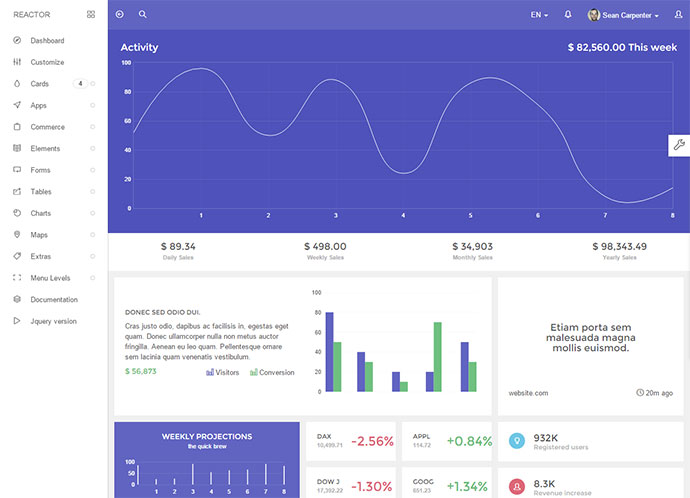 REACTOR
Dashboard
Customize
Cards 4
Apps
Commerce
Elements
Forms
Tables
Charts
Maps
Extras
Menu Levels
Documentation
Jquery version
EN
Sean Carpenter
Activity
$ 82,560.00 This week
100
80
60
40
20
0
1 2 3 4 5 6 7 8
$ 89.34
Daily Sales
$ 498.00
Weekly Sales
$ 34,903
Monthly Sales
$ 98,343.49
Yearly Sales
DONEC SED ODIO DUI.
Cras justo odio, dapibus ac facilisis in, egestas eget
quam. Donec ullamcorper nulla non metus auctor
fringilla. Aenean eu leo quam. Pellentesque ornare
sem lacinia quam venenatis vestibulum.
$ 56,873
Visitors Conversion
100
80
60
40
20
0
Etiam porta sem
malesuada magna
mollis euismod.
website.com
20m ago
WEEKLY PROJECTIONS
the quick brew
100
50
0
1 2 3 4 5 6 7 8
DAX
10,499.71
-2.56%
APPL
114.72
+0.84%
DOW J
17,392.22
-1.30%
GOOG
851.23
+1.34%
932K
Registered users
8.3K
Revenue increase